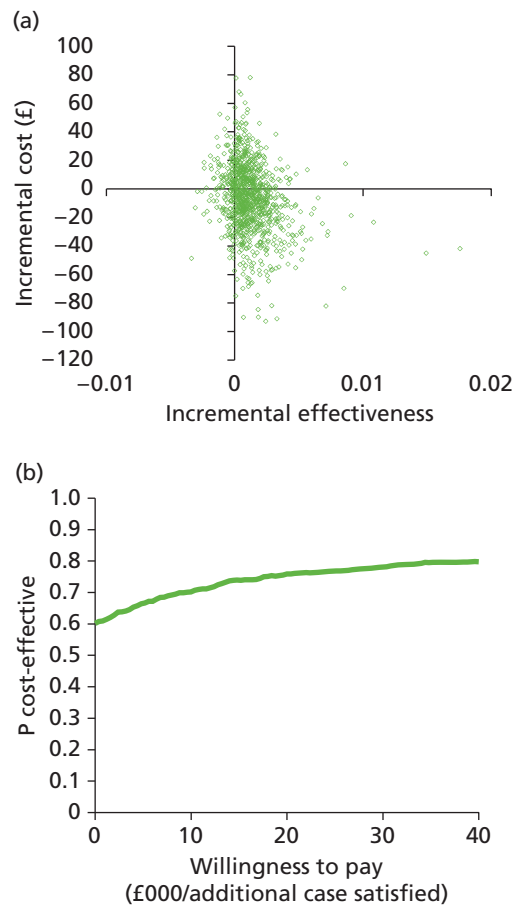 (a)
100
80
60
40
20
0
−20
−40
−60
−80
−100
−120
Incremental cost (£)
−0.01 0 0.01 0.02
Incremental effectiveness
(b)
1.0
0.9
0.8
0.7
0.6
0.5
0.4
0.3
0.2
0.1
0
P cost-effective
0 10 20 30 40
Willingness to pay
(£000/additional case satisfied)